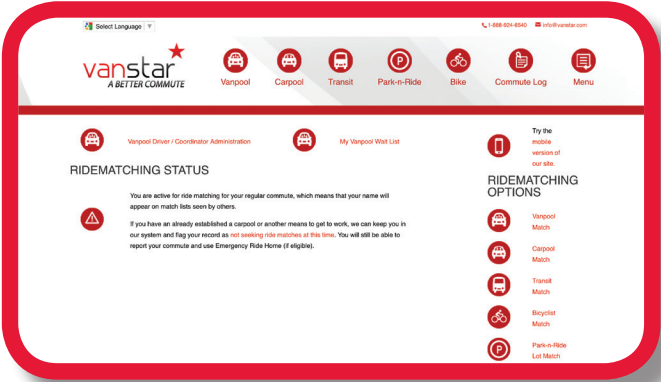 Select Language ▼
1-888-924-8540 info@vanstar.com
vanstar
A BETTER COMMUTE
Vanpool
Carpool
Transit
Park-n-Ride
Bike
Commute Log
Menu
Vanpool Driver / Coordinator Administration
My Vanpool Wait List
Try the
mobile
version of
our site.
RIDEMATCHING STATUS
You are active for ride matching for your regular commute, which means that your name will
appear on match lists seen by others.
If you have an already established a carpool or another means to get to work, we can keep you in
our system and flag your record as not seeking ride matches at this time. You will still be able to
report your commute and use Emergency Ride Home (if eligible).
RIDEMATCHING
OPTIONS
Vanpool
Match
Carpool
Match
Transit
Match
Bicyclist
Match
P
Park-n-Ride
Lot Match